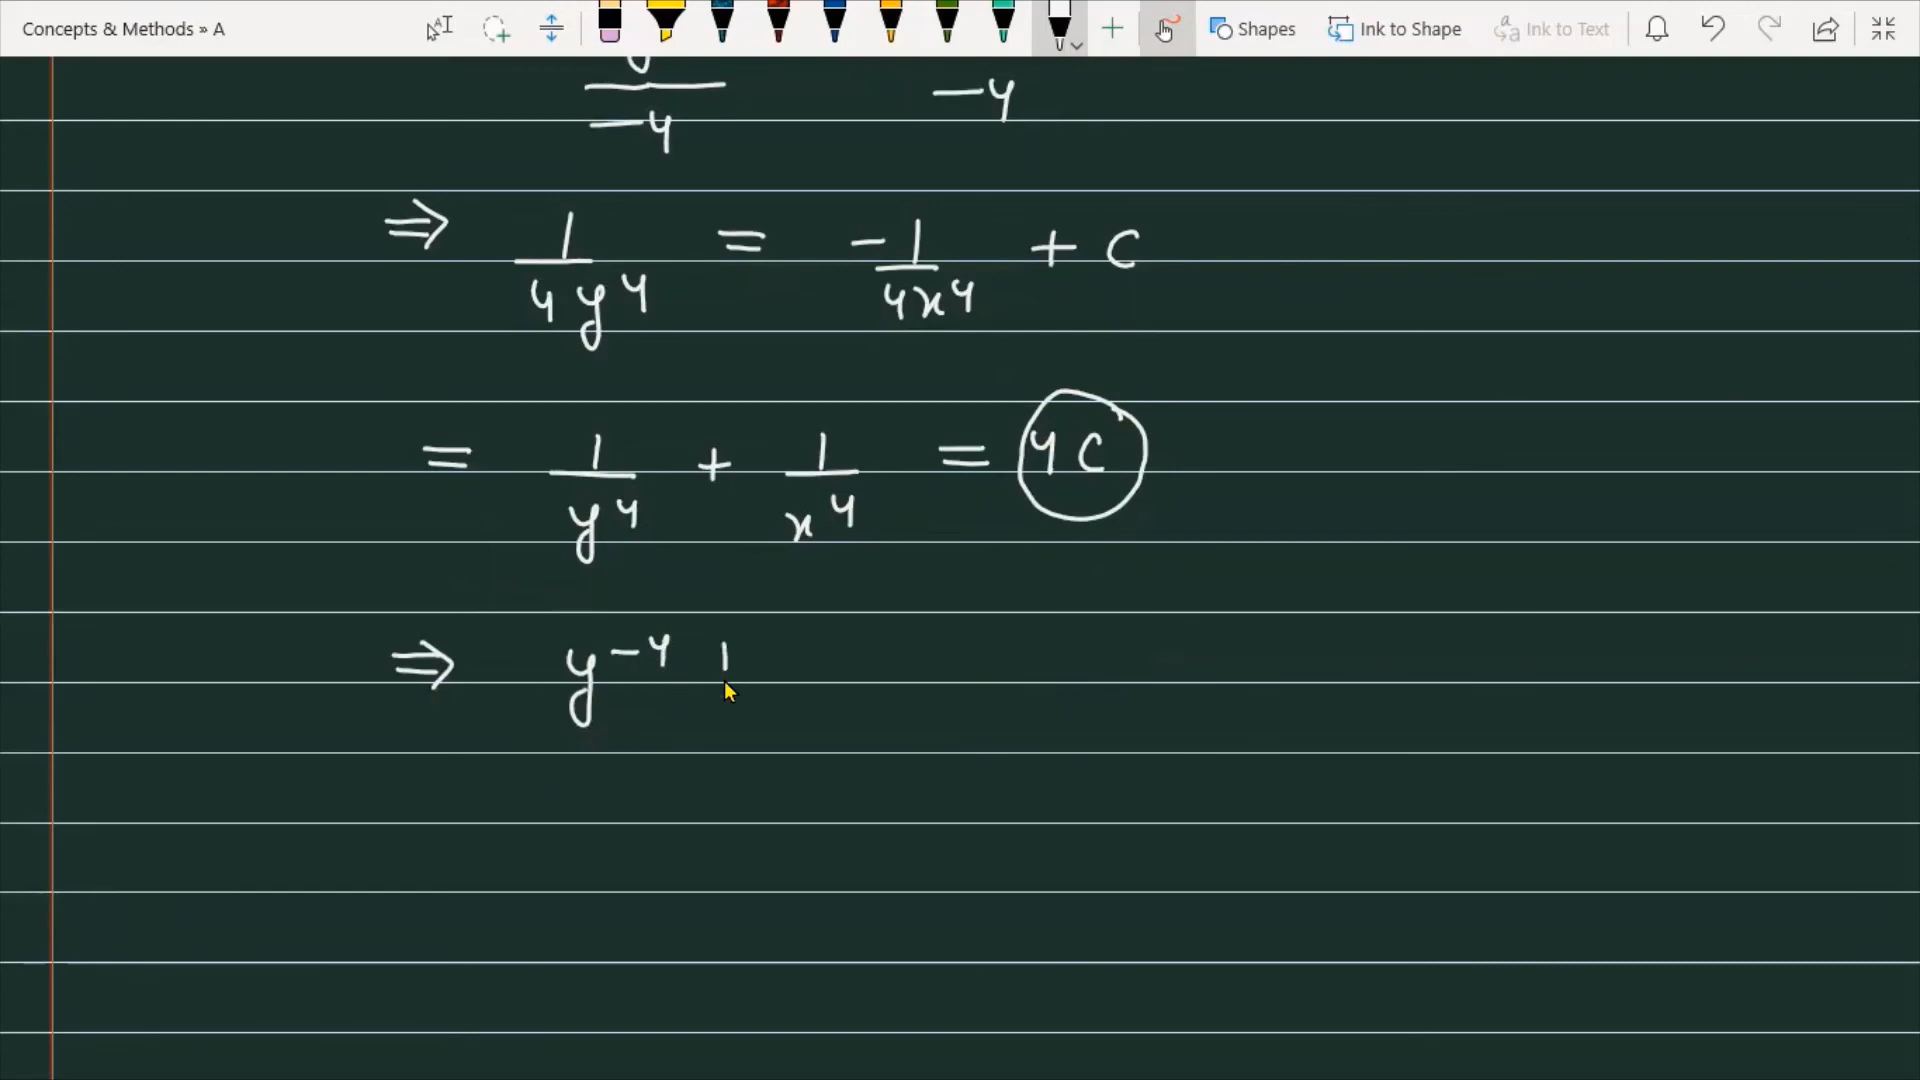 Concepts & Methods » A
Shapes Ink to Shape Ink to Text
-4 -4
⇒ 1/4y⁴ = -1/4x⁴ + c
= 1/y⁴ + 1/x⁴ = 4c
⇒ y⁻⁴ |